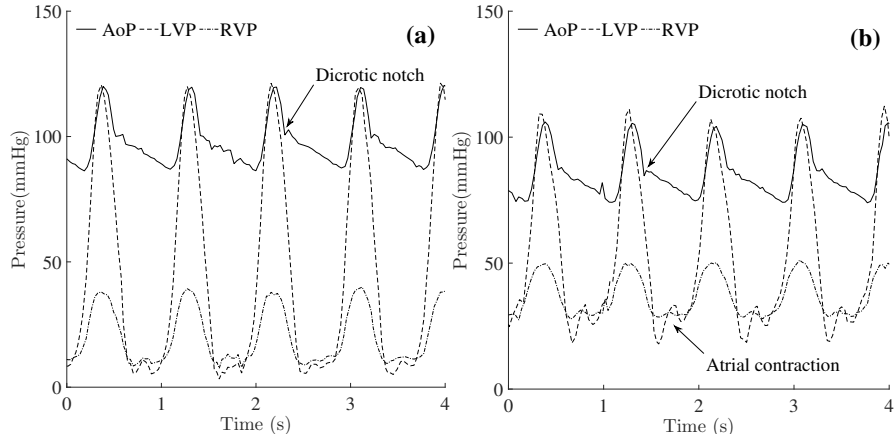 150
AoP LVP RVP
(a)
Dicrotic notch
100
Pressure(mmHg)
50
0
0 1 2 3 4
Time (s)
150
AoP LVP RVP
(b)
Dicrotic notch
100
Pressure(mmHg)
50
Atrial contraction
0
0 1 2 3 4
Time (s)